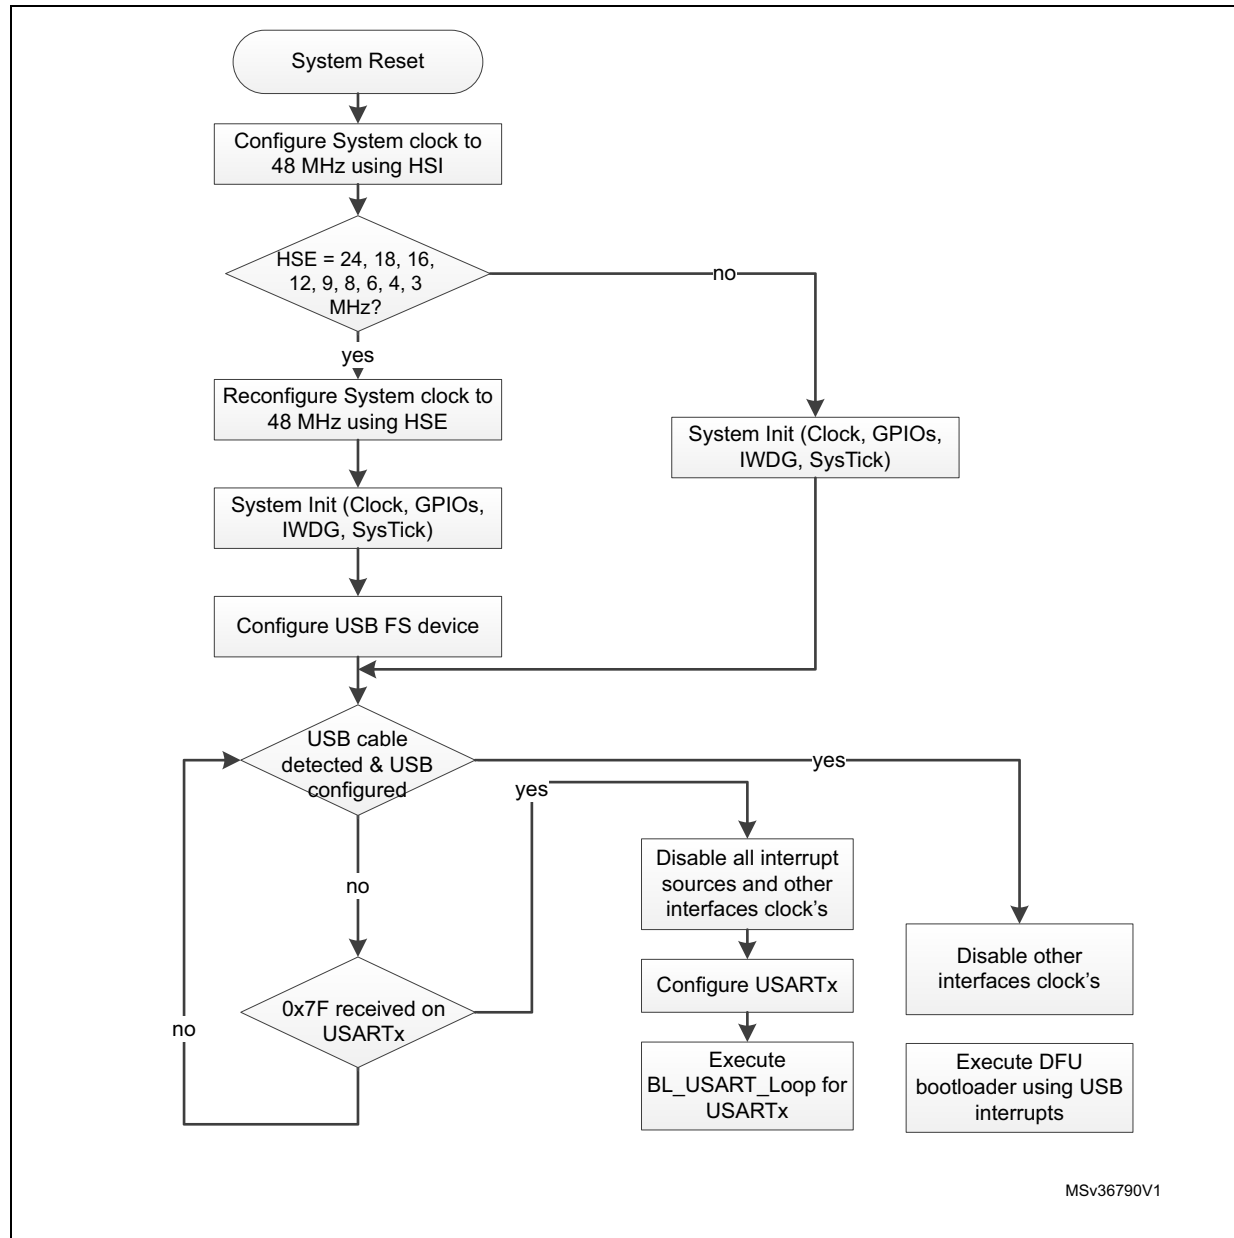 System Reset
Configure System clock to
48 MHz using HSI
HSE = 24, 18, 16,
12, 9, 8, 6, 4, 3
MHz?
no
yes
Reconfigure System clock to
48 MHz using HSE
System Init (Clock, GPIOs,
IWDG, SysTick)
System Init (Clock, GPIOs,
IWDG, SysTick)
Configure USB FS device
USB cable
detected & USB
configured
yes
yes
no
Disable all interrupt
sources and other
interfaces clock's
Disable other
interfaces clock's
Configure USARTx
0x7F received on
USARTx
no
Execute
BL_USART_Loop for
USARTx
Execute DFU
bootloader using USB
interrupts
MSv36790V1